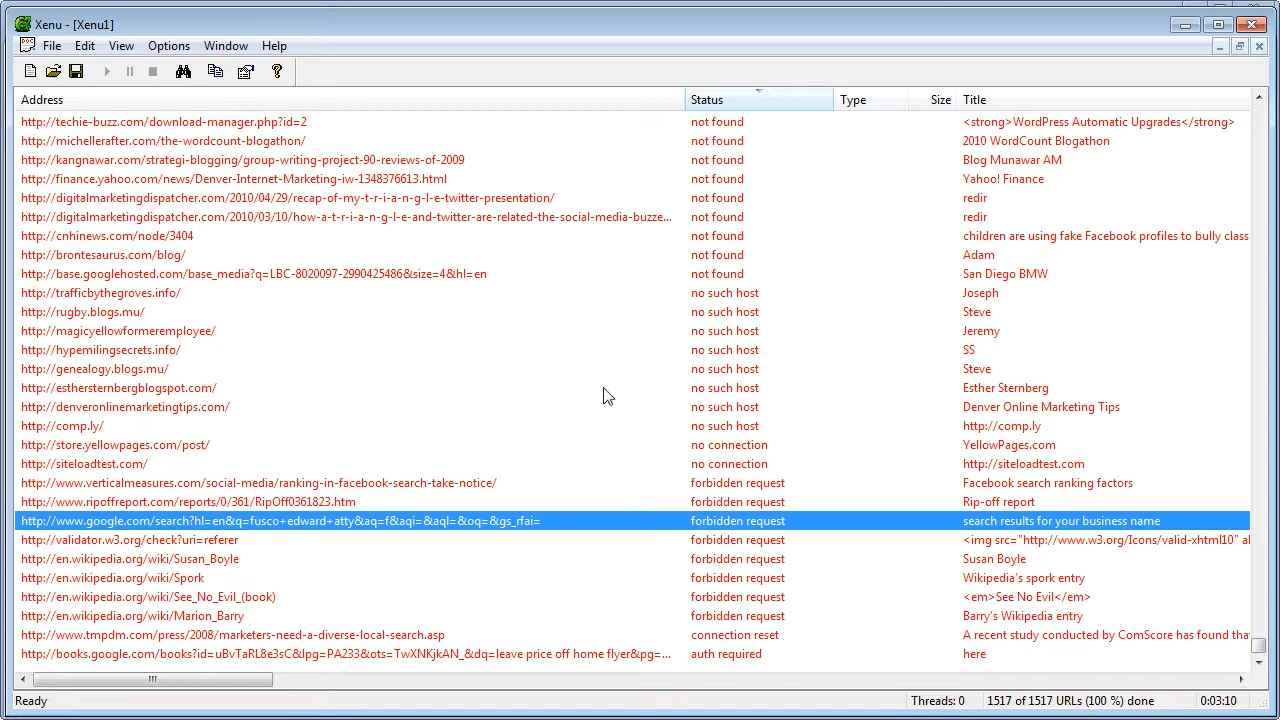 Xenu - [Xenu1]
File Edit View Options Window Help
Address Status Type Size Title
http://techie-buzz.com/download-manager.php?id=2 not found <strong>WordPress Automatic Upgrades</strong>
http://michellerafter.com/the-wordcount-blogathon/ not found 2010 WordCount Blogathon
http://kangnawar.com/strategi-blogging/group-writing-project-90-reviews-of-2009 not found Blog Munawar AM
http://finance.yahoo.com/news/Denver-Internet-Marketing-iw-1348376613.html not found Yahoo! Finance
http://digitalmarketingdispatcher.com/2010/04/29/recap-of-my-t-r-i-a-n-g-l-e-twitter-presentation/ not found redir
http://digitalmarketingdispatcher.com/2010/03/10/how-a-t-r-i-a-n-g-l-e-and-twitter-are-related-the-social-media-buzze... not found redir
http://cnhinews.com/node/3404 not found children are using fake Facebook profiles to bully class
http://brontesaurus.com/blog/ not found Adam
http://base.googlehosted.com/base_media?q=LBC-8020097-2990425486&size=4&hl=en not found San Diego BMW
http://trafficbythegroves.info/ no such host Joseph
http://rugby.blogs.mu/ no such host Steve
http://magicyellowformeremployee/ no such host Jeremy
http://hypemilingsecrets.info/ no such host SS
http://genealogy.blogs.mu/ no such host Steve
http://esthersternbergblogspot.com/ no such host Esther Sternberg
http://denveronlinemarketingtips.com/ no such host Denver Online Marketing Tips
http://comp.ly/ no such host http://comp.ly
http://store.yellowpages.com/post/ no connection YellowPages.com
http://siteloadtest.com/ no connection http://siteloadtest.com
http://www.verticalmeasures.com/social-media/ranking-in-facebook-search-take-notice/ forbidden request Facebook search ranking factors
http://www.ripoffreport.com/reports/0/361/RipOff0361823.htm forbidden request Rip-off report
http://www.google.com/search?hl=en&q=fusco+edward+atty&aq=f&aqi=&aql=&oq=&gs_rfai= forbidden request search results for your business name
http://validator.w3.org/check?uri=referer forbidden request <img src="http://www.w3.org/Icons/valid-xhtml10" al
http://en.wikipedia.org/wiki/Susan_Boyle forbidden request Susan Boyle
http://en.wikipedia.org/wiki/Spork forbidden request Wikipedia's spork entry
http://en.wikipedia.org/wiki/See_No_Evil_(book) forbidden request <em>See No Evil</em>
http://en.wikipedia.org/wiki/Marion_Barry forbidden request Barry's Wikipedia entry
http://www.tmpdm.com/press/2008/marketers-need-a-diverse-local-search.asp connection reset A recent study conducted by ComScore has found tha
http://books.google.com/books?id=uBvTaRL8e3sC&lpg=PA233&ots=TwXNKjkAN_&dq=leave price off home flyer&pg=... auth required here
Ready Threads: 0 1517 of 1517 URLs (100 %) done 0:03:10